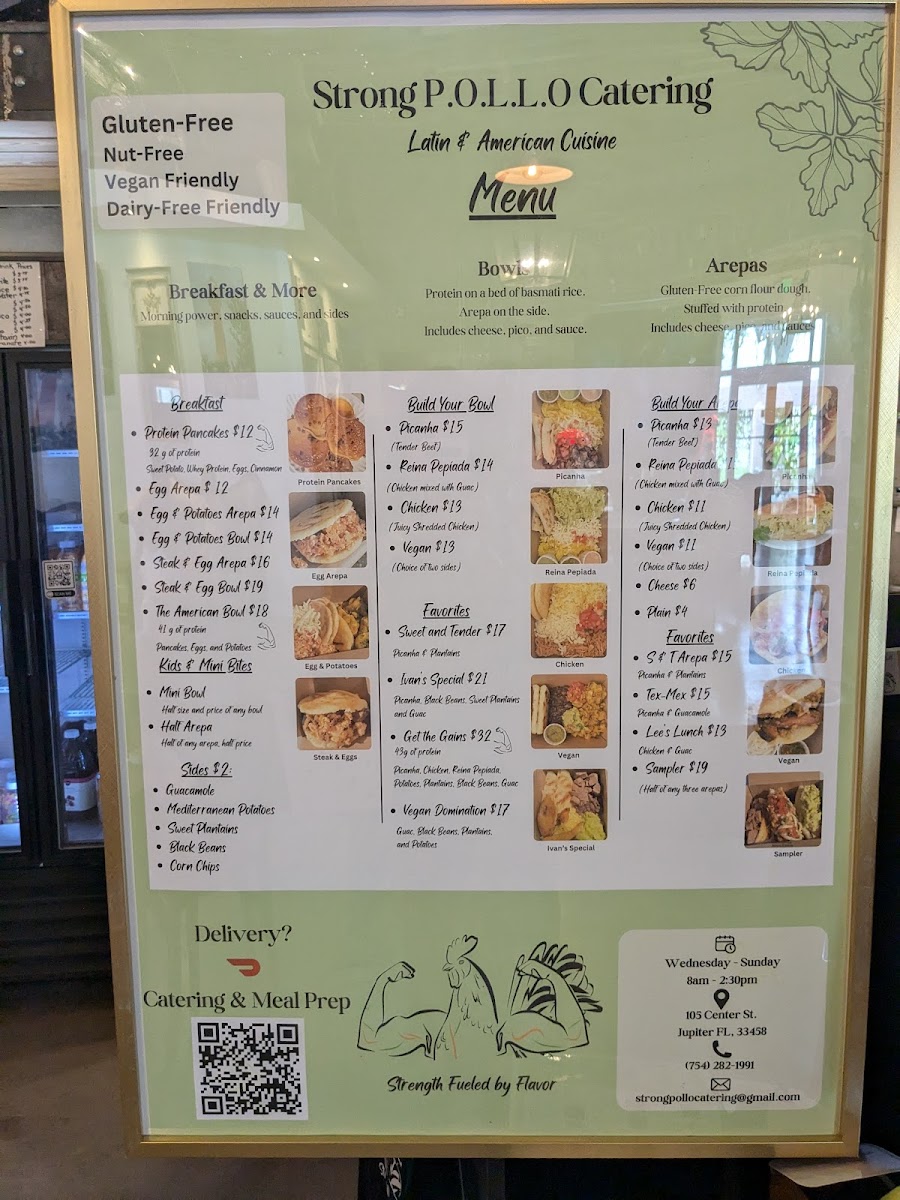 Strong P.O.L.L.O Catering
Latin & American Cuisine
Menu
Gluten-Free
Nut-Free
Vegan Friendly
Dairy-Free Friendly
Breakfast & More
Morning power, snacks, sauces, and sides
Bowls
Protein on a bed of basmati rice.
Arepa on the side.
Includes cheese, pico, and sauce.
Arepas
Gluten-Free corn flour dough.
Stuffed with protein
Includes cheese, pico, and sauces
Breakfast
• Protein Pancakes $12
32 g of protein
Sweet Potato, Whey Protein, Eggs, Cinnamon
• Egg Arepa $ 12
• Egg & Potatoes Arepa $14
• Egg & Potatoes Bowl $14
• Steak & Egg Arepa $16
• Steak & Egg Bowl $19
• The American Bowl $18
41 g of protein
Pancakes, Eggs, and Potatoes
Kids & Mini Bites
• Mini Bowl
Half size and price of any bowl
• Half Arepa
Half of any arepa, half price
Sides $2:
• Guacamole
• Mediterranean Potatoes
• Sweet Plantains
• Black Beans
• Corn Chips
Protein Pancakes
Egg Arepa
Egg & Potatoes
Steak & Eggs
Build Your Bowl
• Picanha $15
(Tender Beef)
• Reina Pepiada $14
(Chicken mixed with Guac)
• Chicken $13
(Juicy Shredded Chicken)
• Vegan $13
(Choice of two sides)
Favorites
• Sweet and Tender $17
Picanha & Plantains
• Ivan's Special $21
Picanha, Black Beans, Sweet Plantains
and Guac
• Get the Gains $32
43g of protein
Picanha, Chicken, Reina Pepiada,
Potatoes, Plantains, Black Beans, Guac
• Vegan Domination $17
Guac, Black Beans, Plantains,
and Potatoes
Picanha
Reina Pepiada
Chicken
Vegan
Ivan's Special
Build Your
• Picanha $13
(Tender Beef)
• Reina Pepiada
(Chicken mixed with Guac)
• Chicken $11
(Juicy Shredded Chicken)
• Vegan $11
(Choice of two sides)
• Cheese $6
• Plain $4
Favorites
• S & T Arepa $15
Picanha & Plantains
• Tex-Mex $15
Picanha & Guacamole
• Lee's Lunch $13
Chicken & Guac
• Sampler $19
(Half of any three arepas)
Picanha
Reina Pepiada
Chicken
Vegan
Sampler
Delivery?
Catering & Meal Prep
Strength Fueled by Flavor
Wednesday - Sunday
8am - 2:30pm
105 Center St.
Jupiter FL, 33458
(754) 282-1991
strongpollocatering@gmail.com